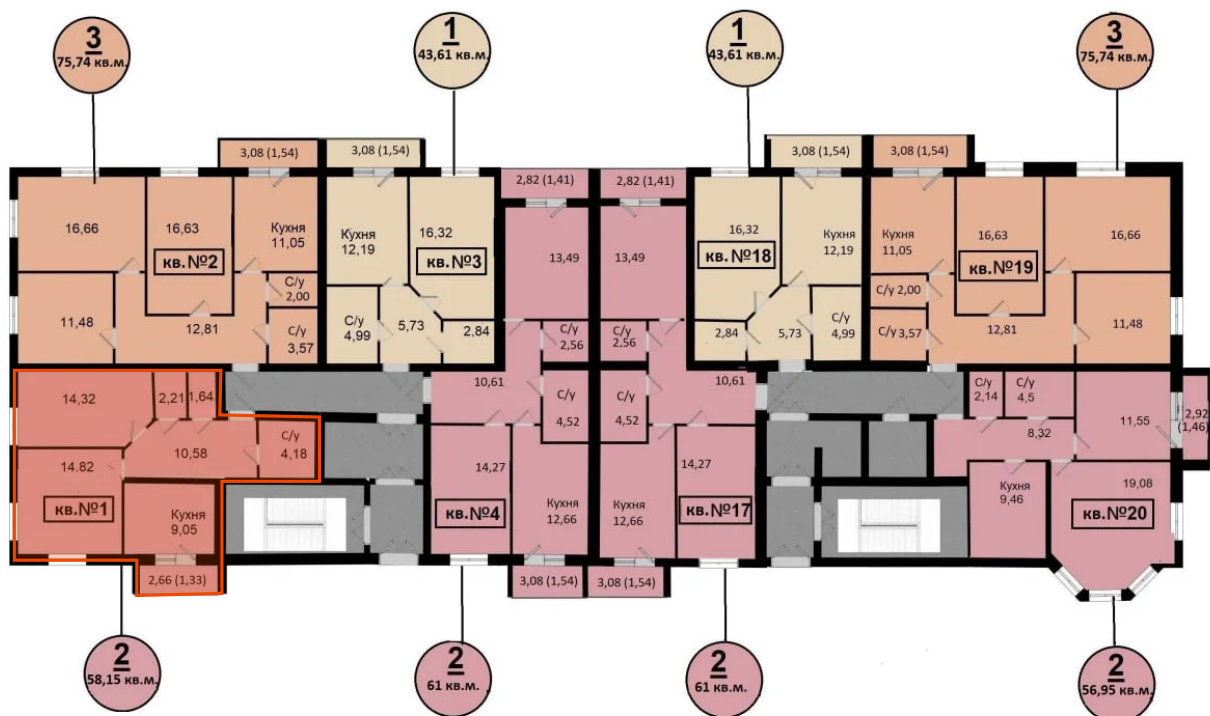 3
75,74 кв.м.
1
43,61 кв.м.
1
43,61 кв.м.
3
75,74 кв.м.
3,08 (1,54)
3,08 (1,54)
2,82 (1,41)
2,82 (1,41)
3,08 (1,54)
3,08 (1,54)
16,66
16,63
Кухня
11,05
кв.№2
11,48
12,81
С/у
2,00
С/у
3,57
Кухня
12,19
16,32
кв.№3
С/у
4,99
5,73
2,84
13,49
С/у
2,56
10,61
С/у
4,52
14,27
кв.№4
Кухня
12,66
3,08 (1,54)
13,49
С/у
2,56
10,61
С/у
4,52
14,27
кв.№17
Кухня
12,66
3,08 (1,54)
16,32
кв.№18
Кухня
12,19
2,84
5,73
С/у
4,99
Кухня
11,05
16,63
16,66
кв.№19
С/у 2,00
С/у 3,57
12,81
11,48
14,32
2,21
1,64
С/у
4,18
10,58
14.82
кв.№1
Кухня
9,05
2,66 (1,33)
С/у
2,14
С/у
4,5
11,55
2,92
(1,46)
8,32
Кухня
9,46
19,08
кв.№20
2
58,15 кв.м.
2
61 кв.м.
2
61 кв.м.
2
56,95 кв.м.